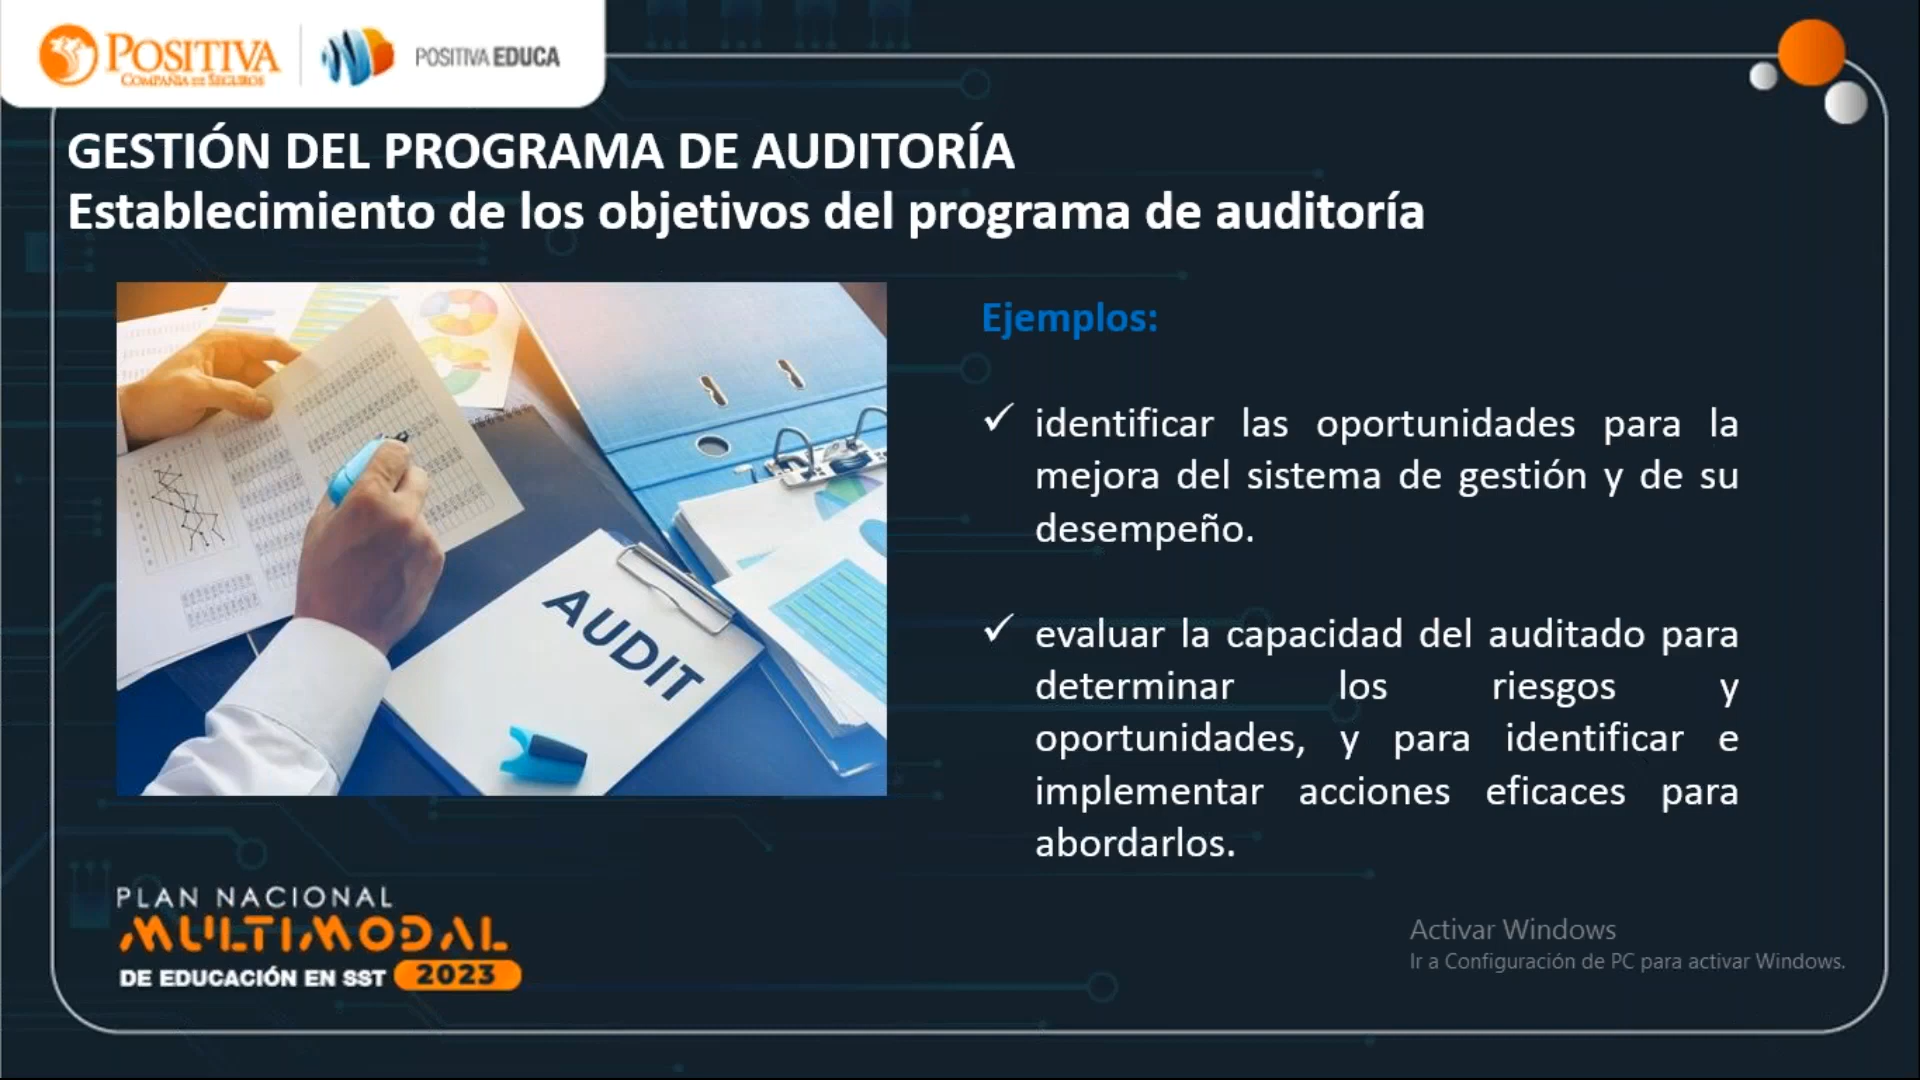 POSITIVA
COMPAÑIA DE SEGUROS
POSITIVA EDUCA
GESTIÓN DEL PROGRAMA DE AUDITORÍA
Establecimiento de los objetivos del programa de auditoría
AUDIT
Ejemplos:
✓ identificar las oportunidades para la
mejora del sistema de gestión y de su
desempeño.
✓ evaluar la capacidad del auditado para
determinar los riesgos y
oportunidades, y para identificar e
implementar acciones eficaces para
abordarlos.
PLAN NACIONAL
MULTIMODAL
DE EDUCACIÓN EN SST 2023
Activar Windows
Ir a Configuración de PC para activar Windows.